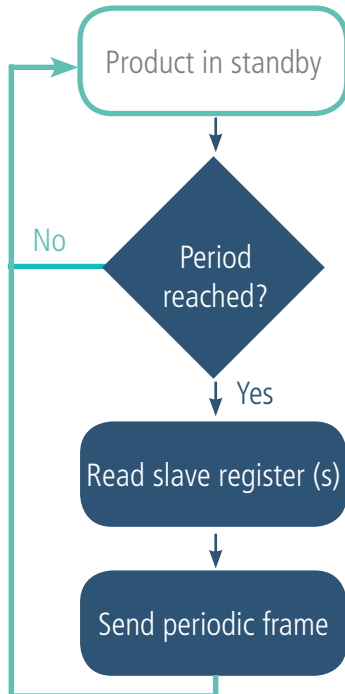 Product in standby
No
Period
reached?
Yes
Read slave register (s)
Send periodic frame